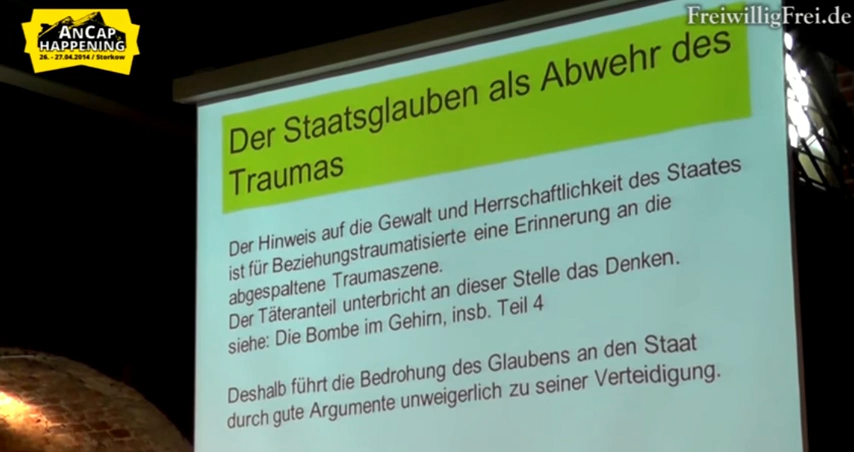 ANCAP
HAPPENING
26. - 27.04.2014 / Storkow
FreiwilligFrei.de
Der Staatsglauben als Abwehr des
Traumas
Der Hinweis auf die Gewalt und Herrschaftlichkeit des Staates
ist für Beziehungstraumatisierte eine Erinnerung an die
abgespaltene Traumaszene.
Der Täteranteil unterbricht an dieser Stelle das Denken.
siehe: Die Bombe im Gehirn, insb. Teil 4
Deshalb führt die Bedrohung des Glaubens an den Staat
durch gute Argumente unweigerlich zu seiner Verteidigung.